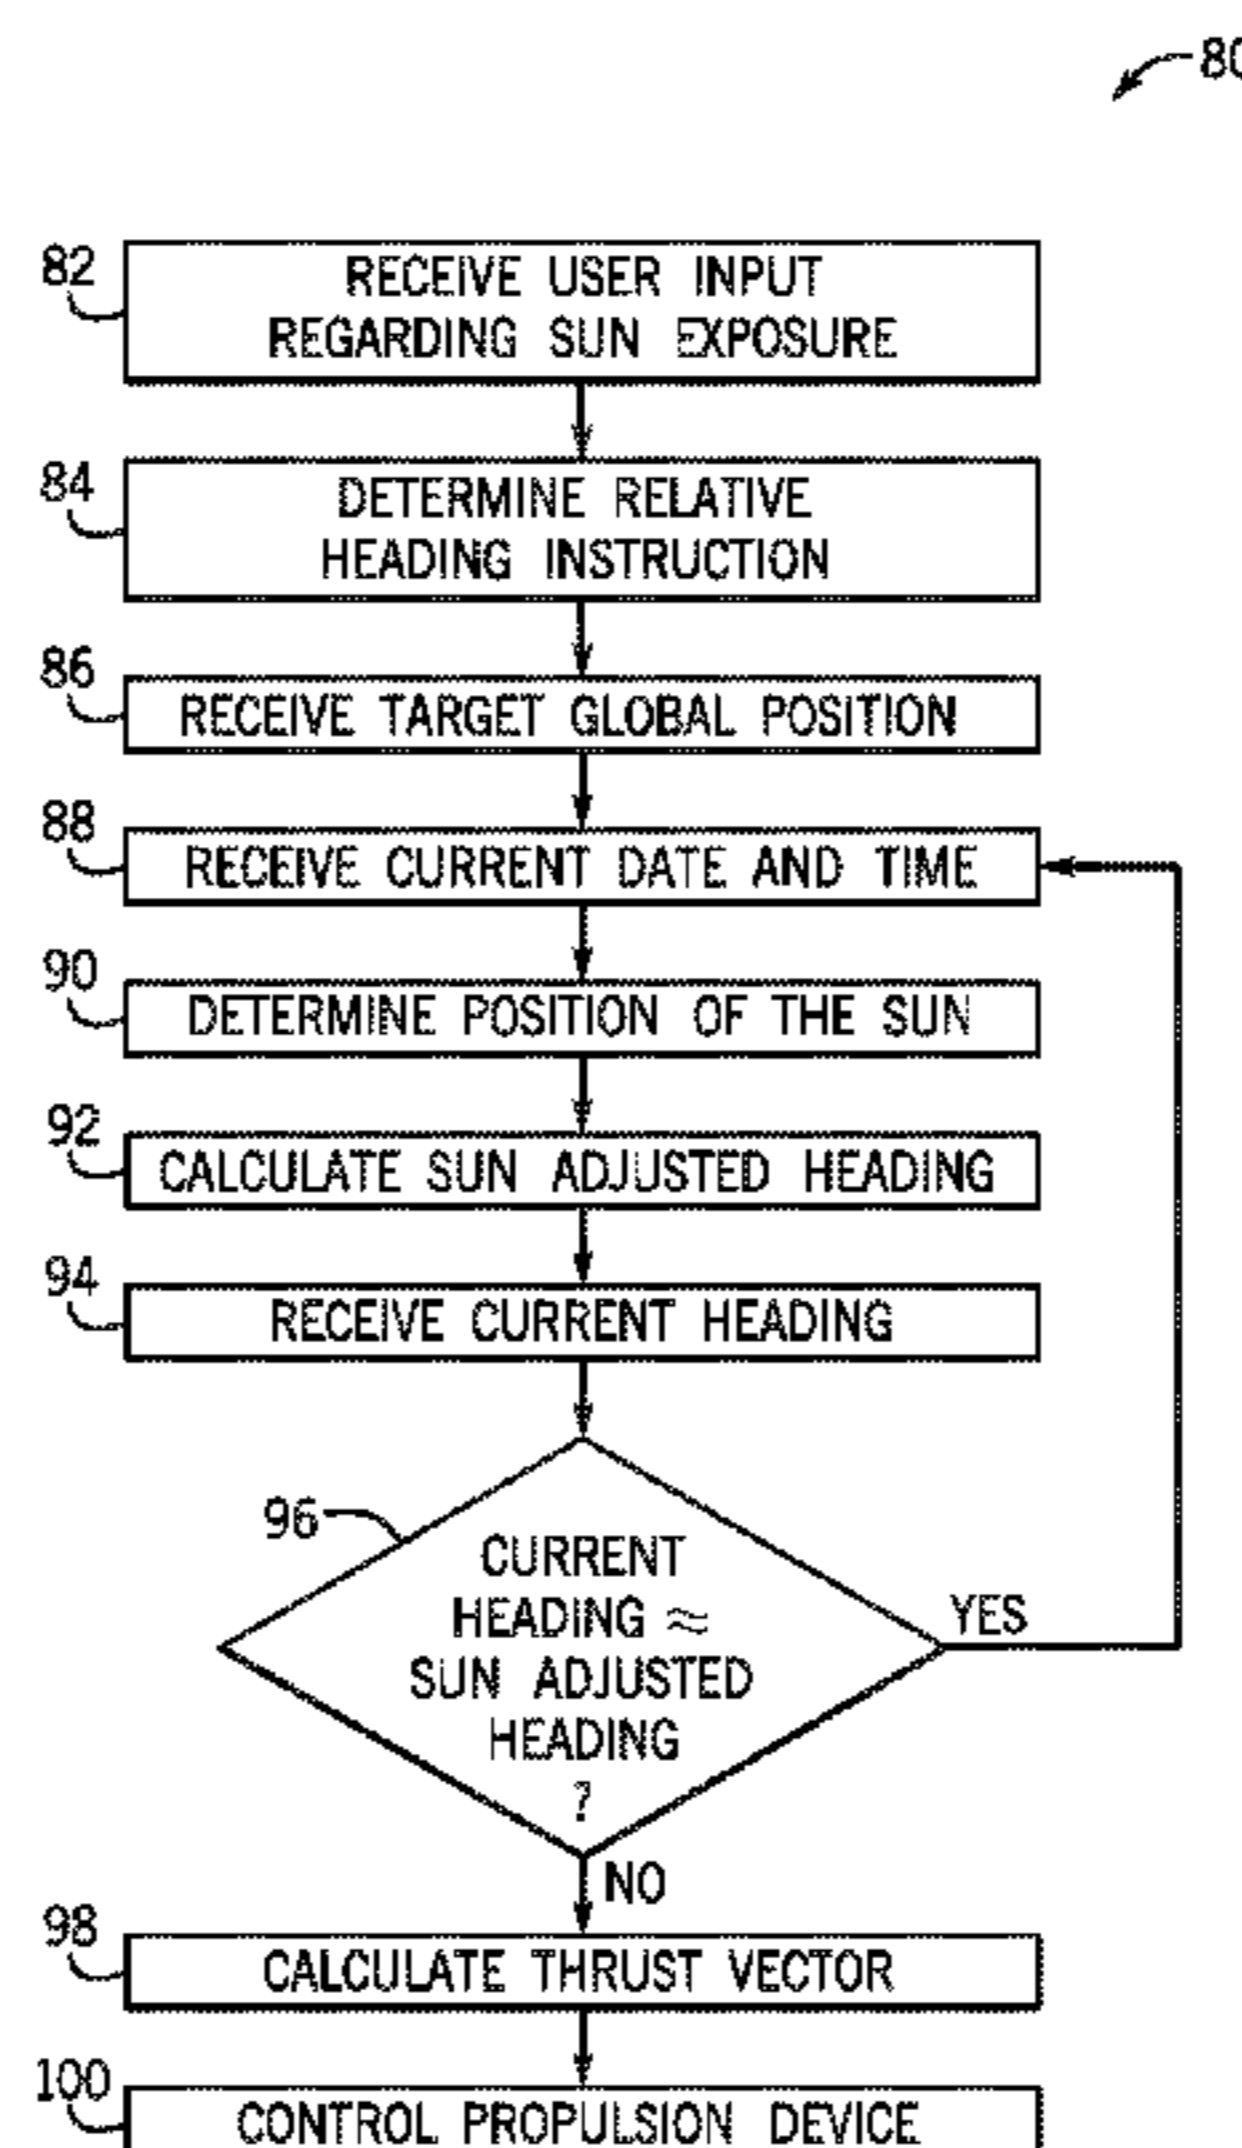 80
82
RECEIVE USER INPUT
REGARDING SUN EXPOSURE
84
DETERMINE RELATIVE
HEADING INSTRUCTION
86
RECEIVE TARGET GLOBAL POSITION
88
RECEIVE CURRENT DATE AND TIME
90
DETERMINE POSITION OF THE SUN
92
CALCULATE SUN ADJUSTED HEADING
94
RECEIVE CURRENT HEADING
96
CURRENT
HEADING ≈
SUN ADJUSTED
HEADING
?
YES
NO
98
CALCULATE THRUST VECTOR
100
CONTROL PROPULSION DEVICE